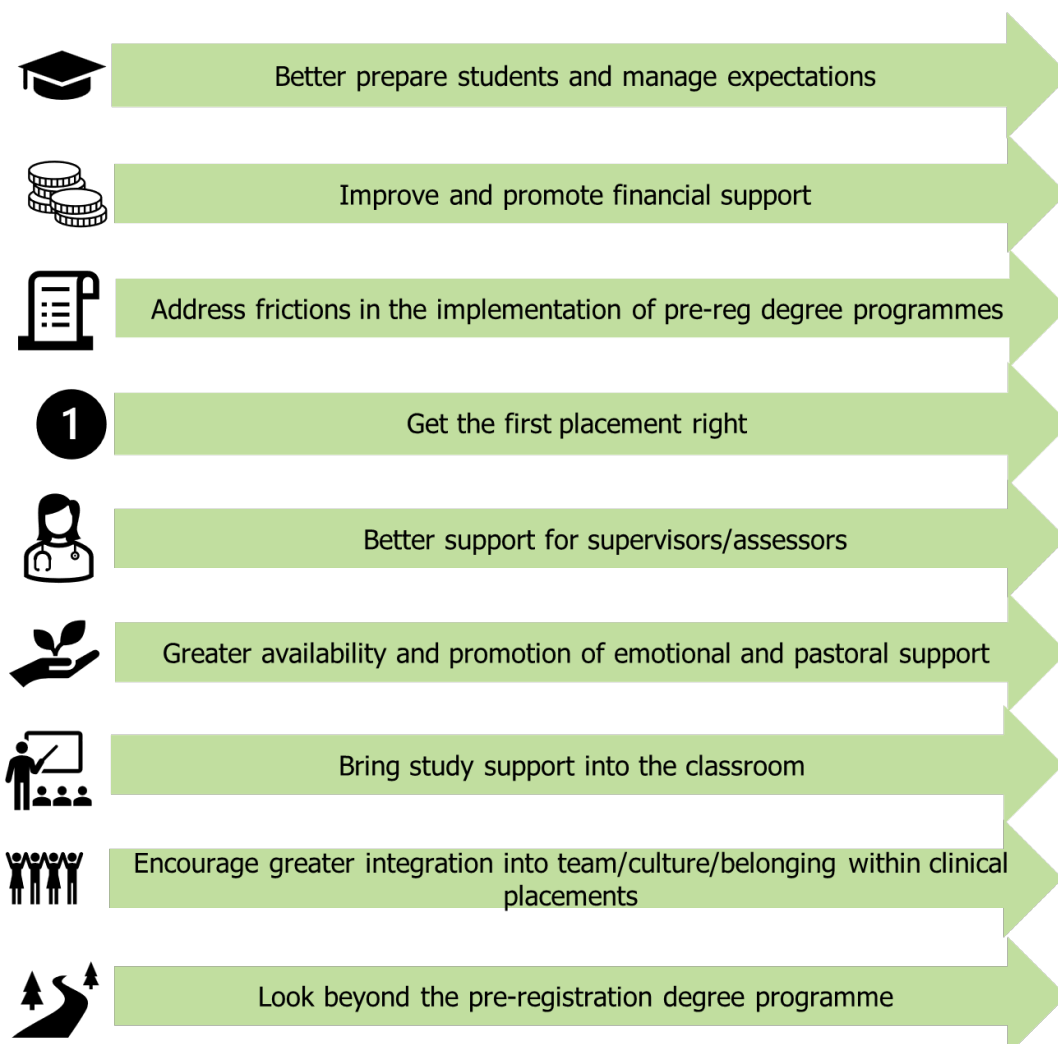 Better prepare students and manage expectations
Improve and promote financial support
Address frictions in the implementation of pre-reg degree programmes
1
Get the first placement right
Better support for supervisors/assessors
Greater availability and promotion of emotional and pastoral support
Bring study support into the classroom
Encourage greater integration into team/culture/belonging within clinical
placements
Look beyond the pre-registration degree programme